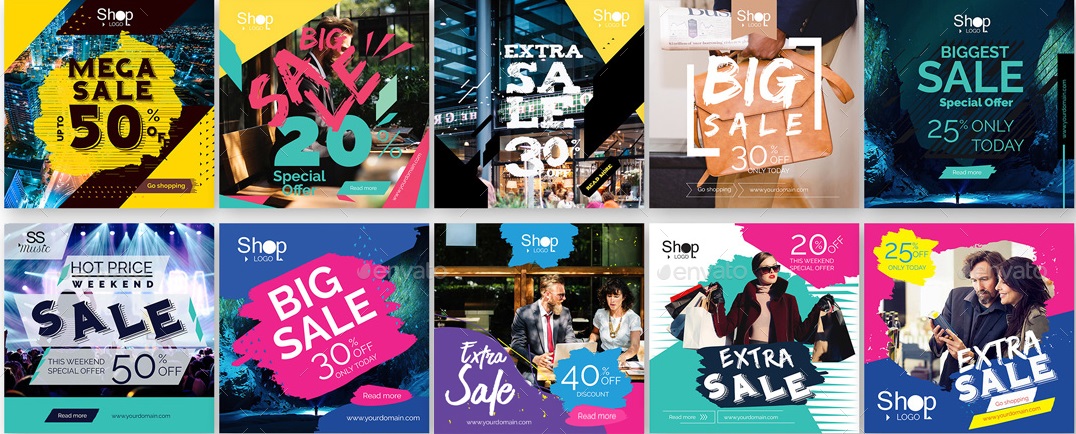 Shop
LOGO
MEGA
SALE
UP TO
50% OFF
Go shopping
Shop
LOGO
BIG
SALE
20%
Special
Offer
Read more
Shop
LOGO
EXTRA
SA
LE
30%
OFF
READ MORE
Shop
LOGO
BIG
SALE
30% OFF
ONLY TODAY
Go shopping
www.yourdomain.com
Shop
LOGO
BIGGEST
SALE
Special Offer
25% ONLY
TODAY
Read more
SS
Music
HOT PRICE
WEEKEND
SALE
THIS WEEKEND
SPECIAL OFFER
50% OFF
Read more
www.yourdomain.com
Shop
LOGO
BIG
SALE
30% OFF
ONLY TODAY
Read more
www.yourdomain.com
Shop
LOGO
Extra
Sale
40% OFF
DISCOUNT
Read more
www.yourdomain.com
Shop
LOGO
20% OFF
THIS WEEKEND
SPECIAL OFFER
EXTRA
SALE
Read more
www.yourdomain.com
25% OFF
ONLY TODAY
EXTRA
SALE
Shop
LOGO
Go shopping
www.yourdomain.com
envato
envato
envato